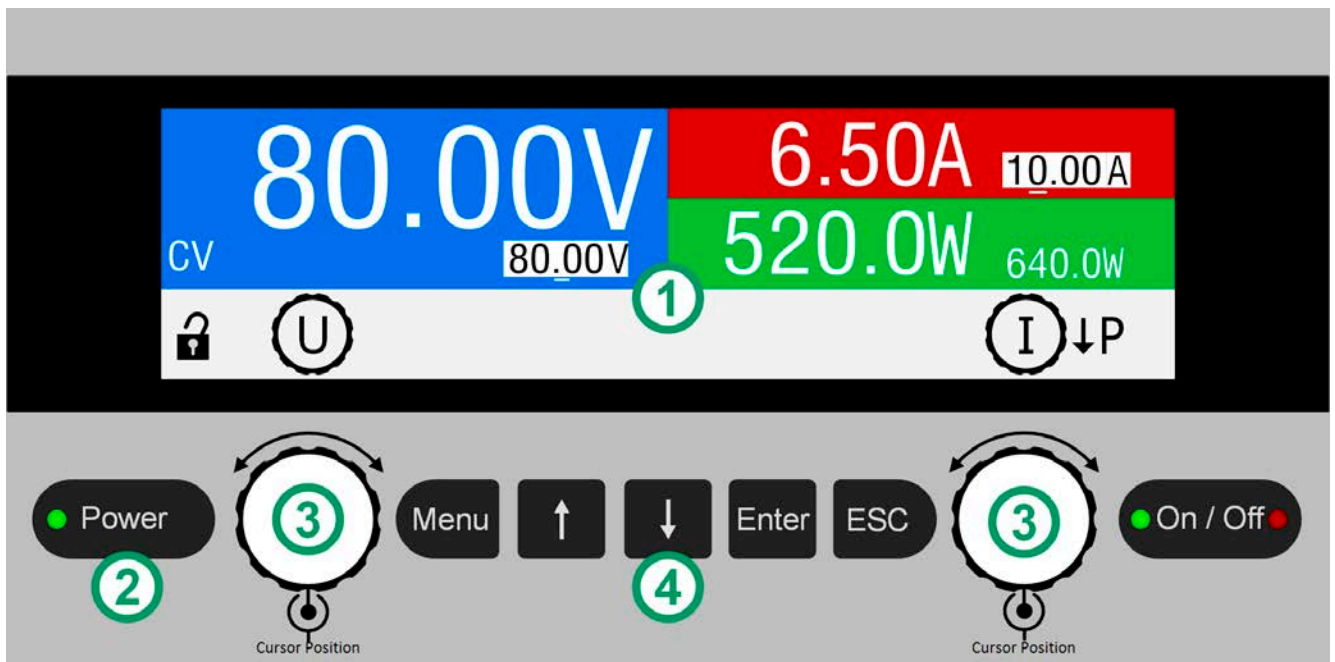 80.00V
6.50A 10.00A
CV 80.00V
520.0W 640.0W
1
U
I ↓P
Power
3
Menu ↑ ↓ Enter ESC
3
On / Off
2
4
Cursor Position
Cursor Position